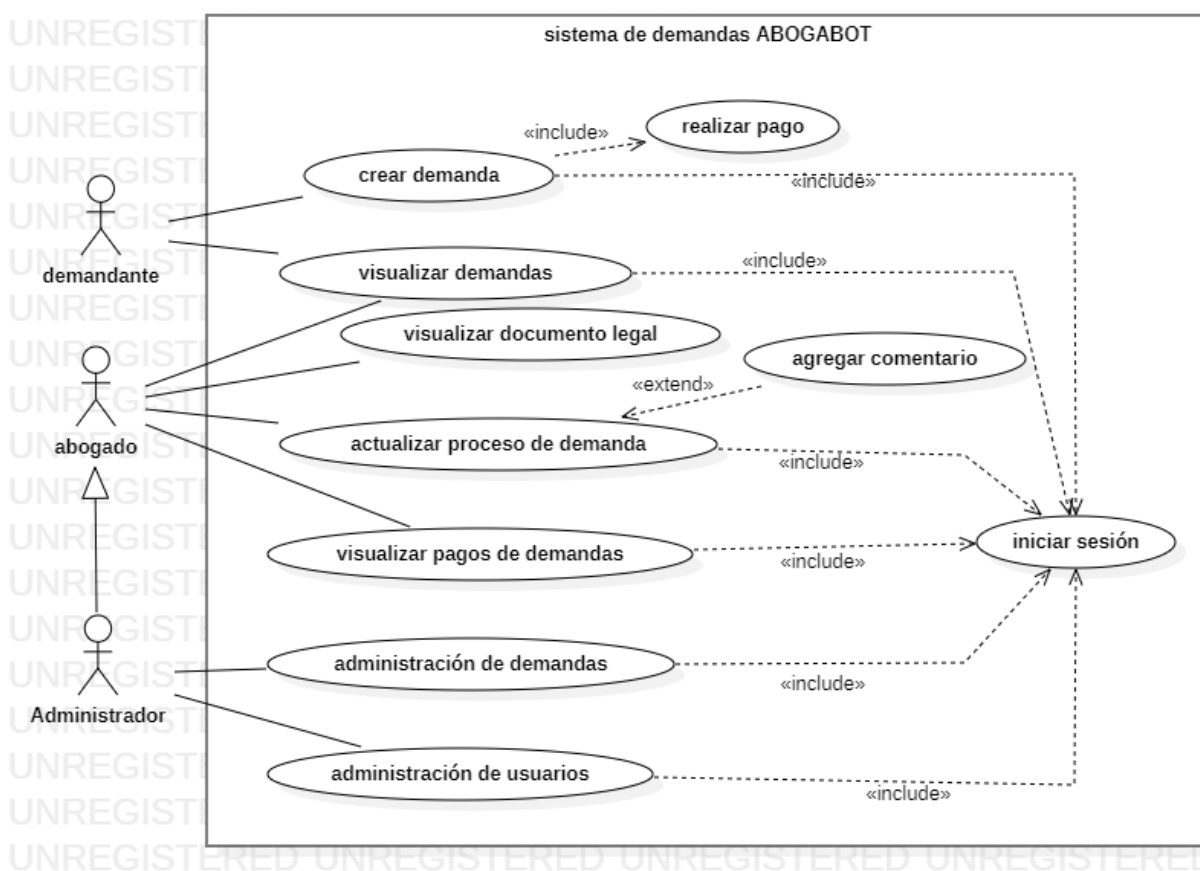 sistema de demandas ABOGABOT
realizar pago
«include»
crear demanda
«include»
demandante
visualizar demandas
«include»
visualizar documento legal
agregar comentario
«extend»
abogado
actualizar proceso de demanda
«include»
iniciar sesión
visualizar pagos de demandas
«include»
administración de demandas
«include»
Administrador
administración de usuarios
«include»
UNREGISTERED UNREGISTERED UNREGISTERED UNREGISTERED